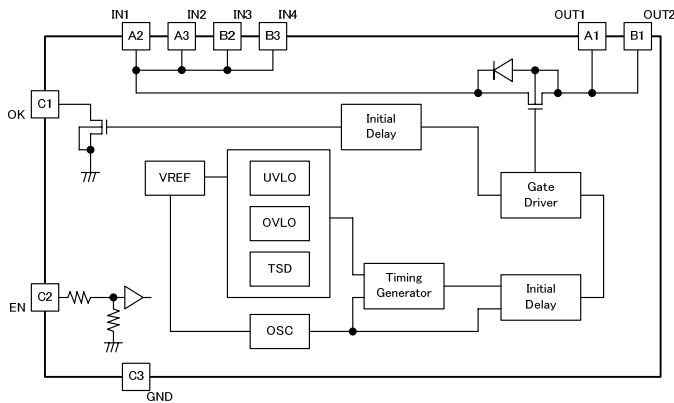 IN1 IN2 IN3 IN4 OUT1 OUT2
A2 A3 B2 B3 A1 B1
C1
OK
Initial
Delay
VREF
UVLO
OVLO
TSD
Gate
Driver
C2
EN
Timing
Generator
Initial
Delay
OSC
C3
GND